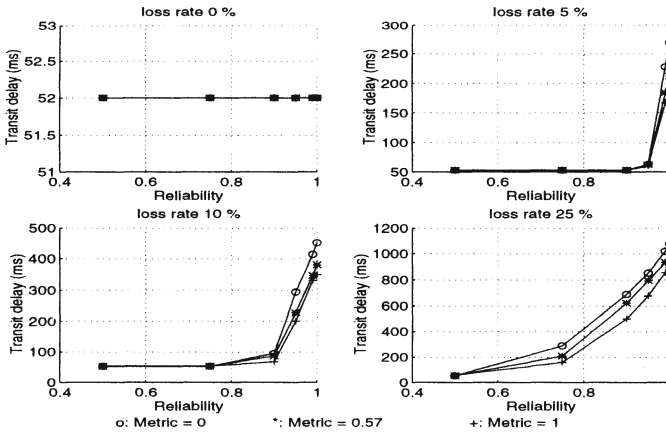 loss rate 0 %
53
52.5
52
51.5
51
Transit delay (ms)
0.4 0.6 0.8 1
Reliability
loss rate 5 %
300
250
200
150
100
50
Transit delay (ms)
0.4 0.6 0.8
Reliability
loss rate 10 %
500
400
300
200
100
0
Transit delay (ms)
0.4 0.6 0.8 1
Reliability
loss rate 25 %
1200
1000
800
600
400
200
0
Transit delay (ms)
0.4 0.6 0.8
Reliability
o: Metric = 0 *: Metric = 0.57 +: Metric = 1